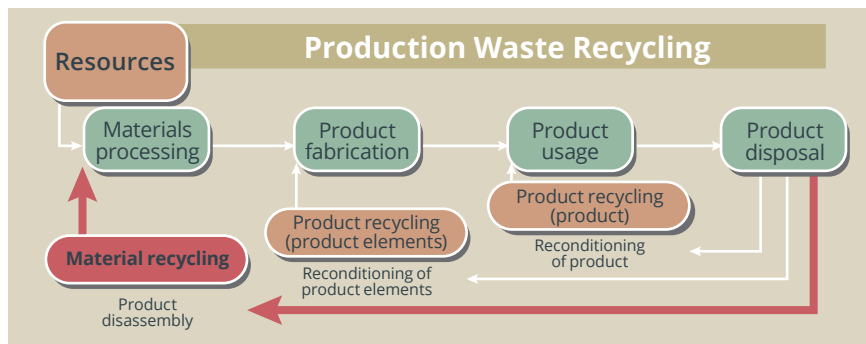 Production Waste Recycling
Resources
Materials
processing
Product
fabrication
Product
usage
Product
disposal
Product recycling
(product elements)
Product recycling
(product)
Material recycling
Reconditioning of
product elements
Reconditioning
of product
Product
disassembly